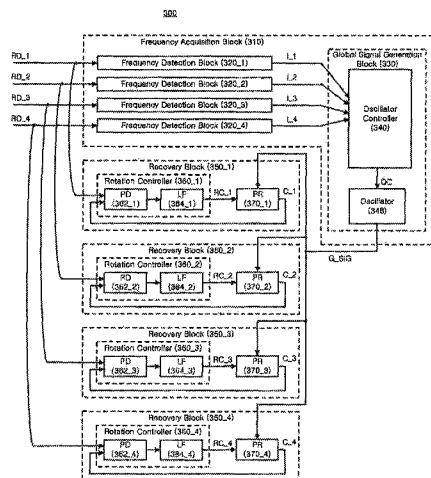 300
Frequency Acquisition Block (310)
Global Signal Generation
Block (330)
RD_1
Frequency Detection Block (320_1)
I_1
RD_2
Frequency Detection Block (320_2)
I_2
RD_3
Frequency Detection Block (320_3)
I_3
RD_4
Frequency Detection Block (320_4)
I_4
Oscillator
Controller
(340)
OC
Oscillator
G_SIG
Recovery Block (350_1)
Rotation Controller (360_1)
PD
(362_1)
LF
(364_1)
RC_1
PR
(370_1)
C_1
Recovery Block (350_2)
Rotation Controller (360_2)
PD
(362_2)
LF
(364_2)
RC_2
PR
(370_2)
C_2
Recovery Block (350_3)
Rotation Controller (360_3)
PD
(362_3)
LF
(364_3)
RC_3
PR
(370_3)
C_3
Recovery Block (350_4)
Rotation Controller (360_4)
PD
(362_4)
LF
(364_4)
RC_4
PR
(370_4)
C_4